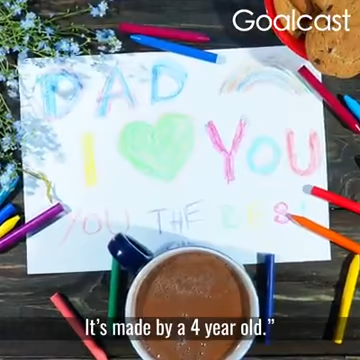 Goalcast
DAD
I YOU
YOU THE BES
It's made by a 4 year old."